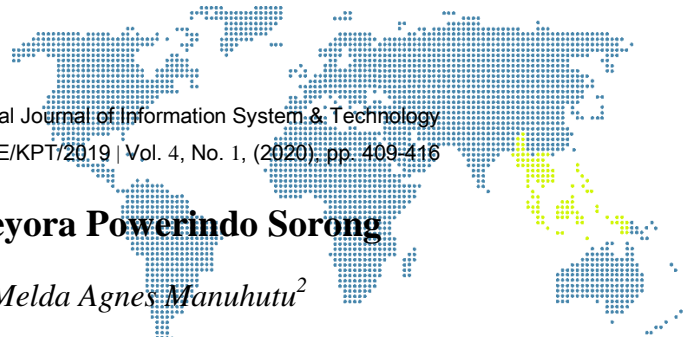 al Journal of Information System & Technology
E/KPT/2019 | Vol. 4, No. 1, (2020), pp. 409-416
eyora Powerindo Sorong
Melda Agnes Manuhutu2